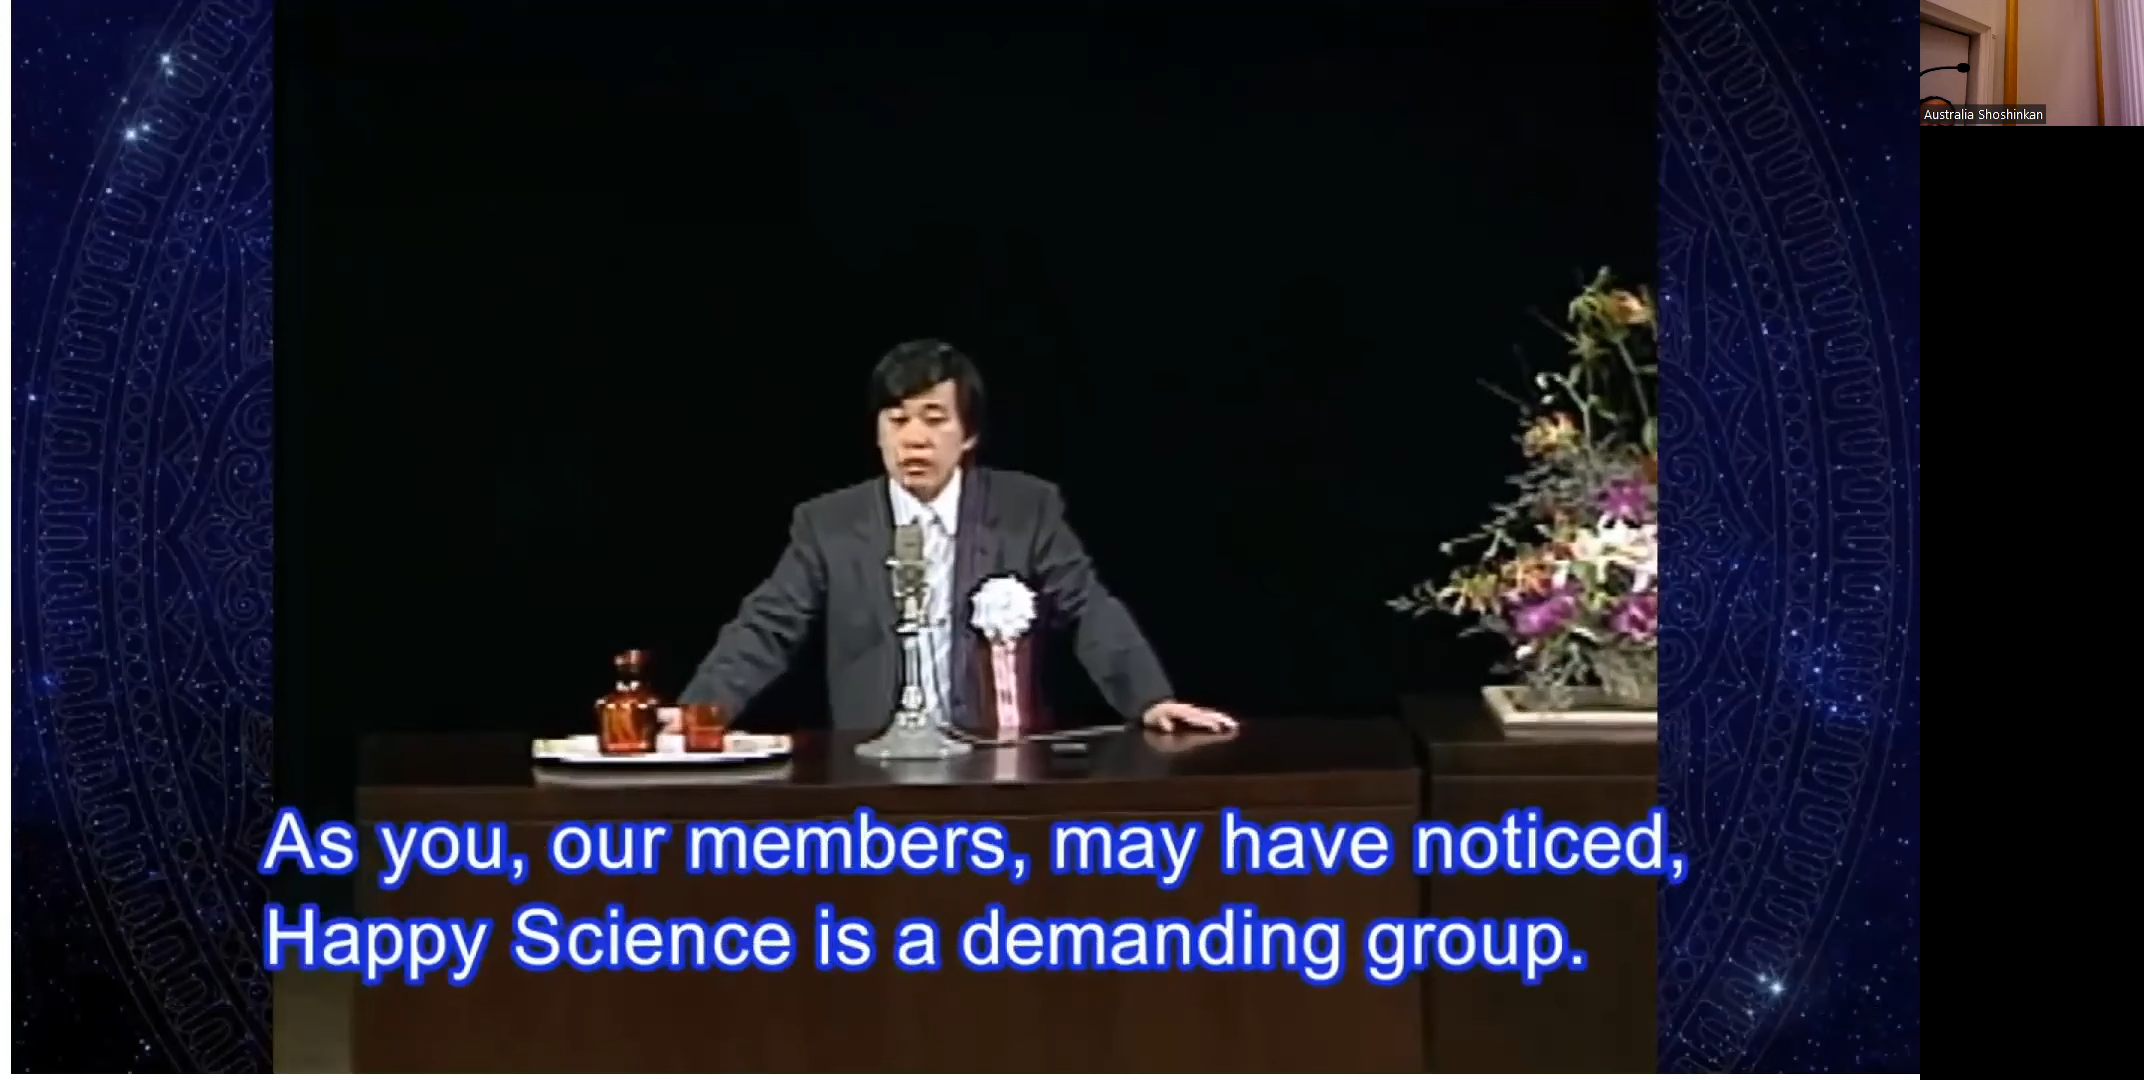 Australia Shoshinkan
As you, our members, may have noticed,
Happy Science is a demanding group.